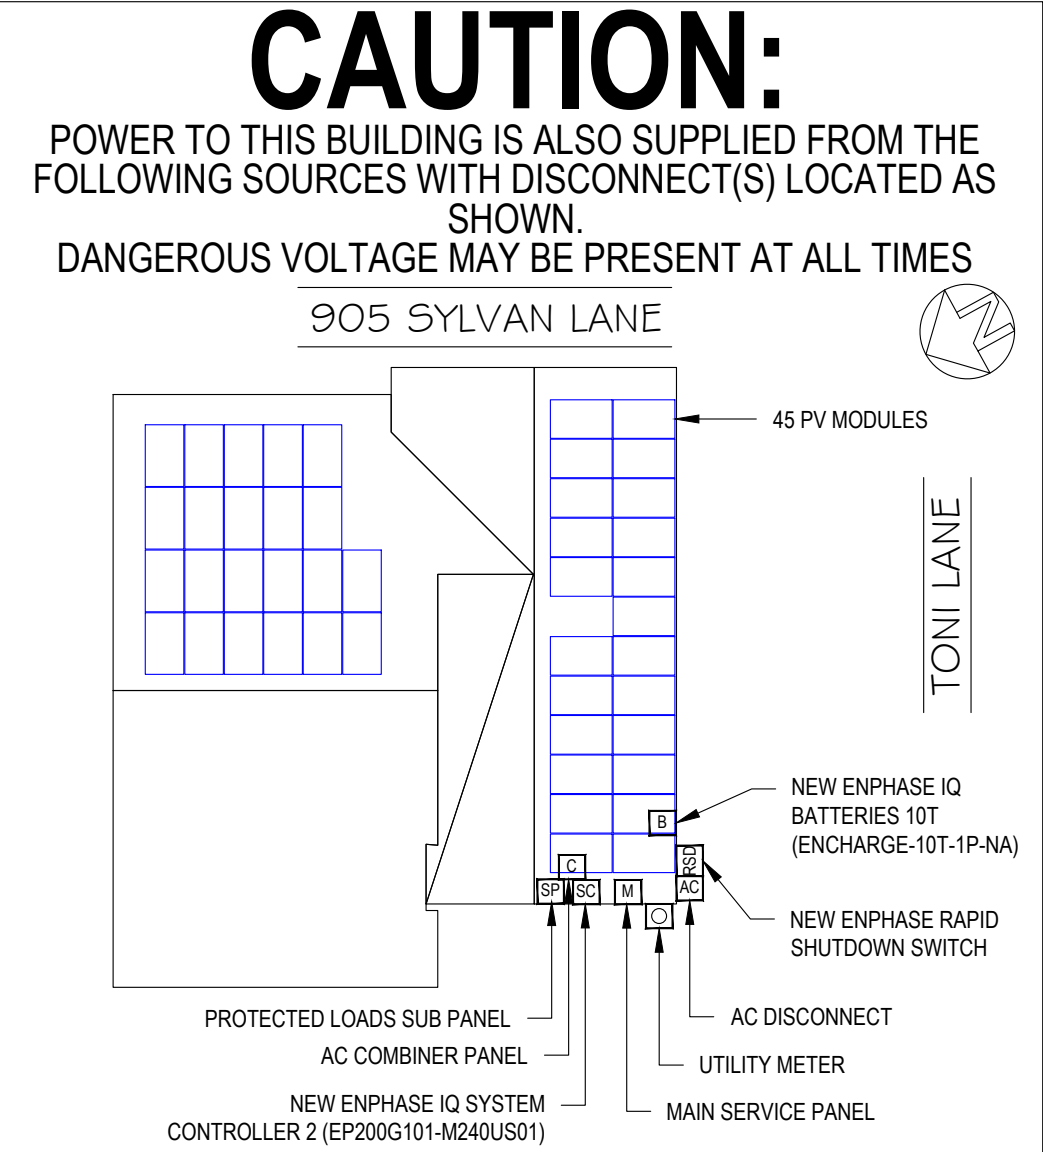 CAUTION:
POWER TO THIS BUILDING IS ALSO SUPPLIED FROM THE
FOLLOWING SOURCES WITH DISCONNECT(S) LOCATED AS
SHOWN.
DANGEROUS VOLTAGE MAY BE PRESENT AT ALL TIMES
905 SYLVAN LANE
N
45 PV MODULES
TONI LANE
NEW ENPHASE IQ
BATTERIES 10T
(ENCHARGE-10T-1P-NA)
B
RSD
C
SP
SC
M
AC
NEW ENPHASE RAPID
SHUTDOWN SWITCH
PROTECTED LOADS SUB PANEL
AC DISCONNECT
AC COMBINER PANEL
UTILITY METER
NEW ENPHASE IQ SYSTEM
CONTROLLER 2 (EP200G101-M240US01)
MAIN SERVICE PANEL